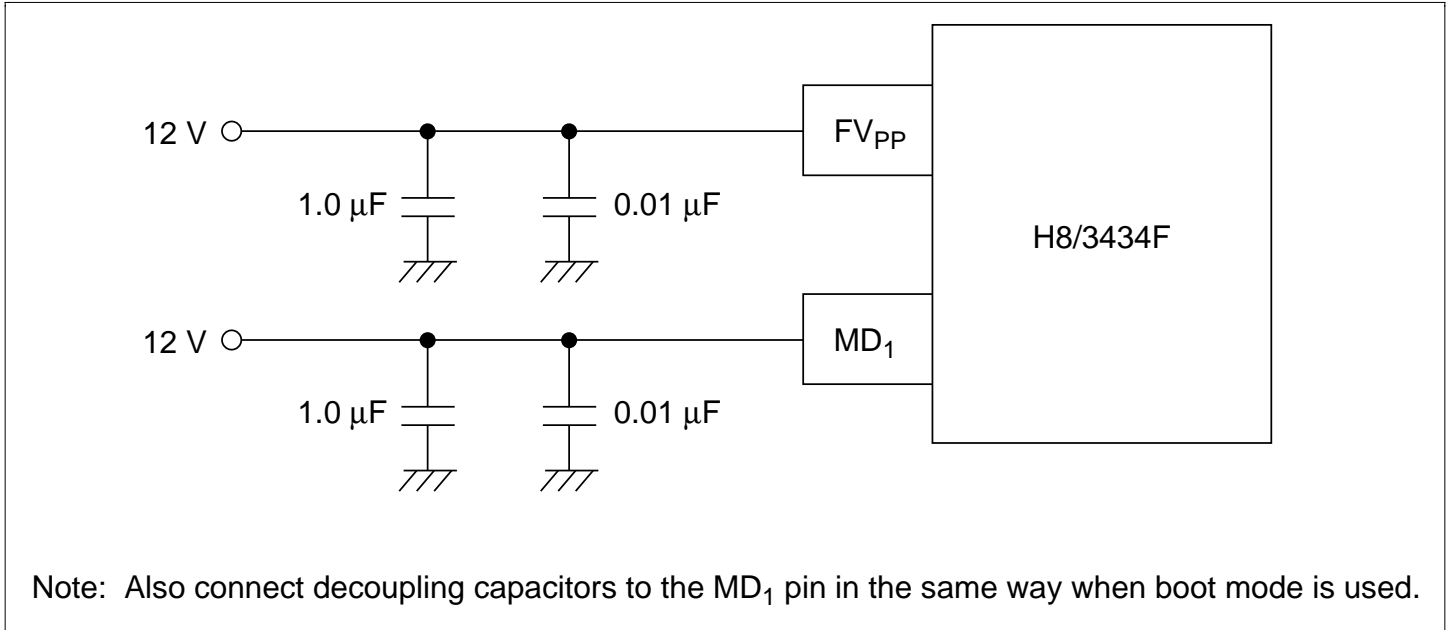 12 V
FVPP
1.0 μF
0.01 μF
H8/3434F
12 V
MD1
1.0 μF
0.01 μF
Note: Also connect decoupling capacitors to the MD1 pin in the same way when boot mode is used.